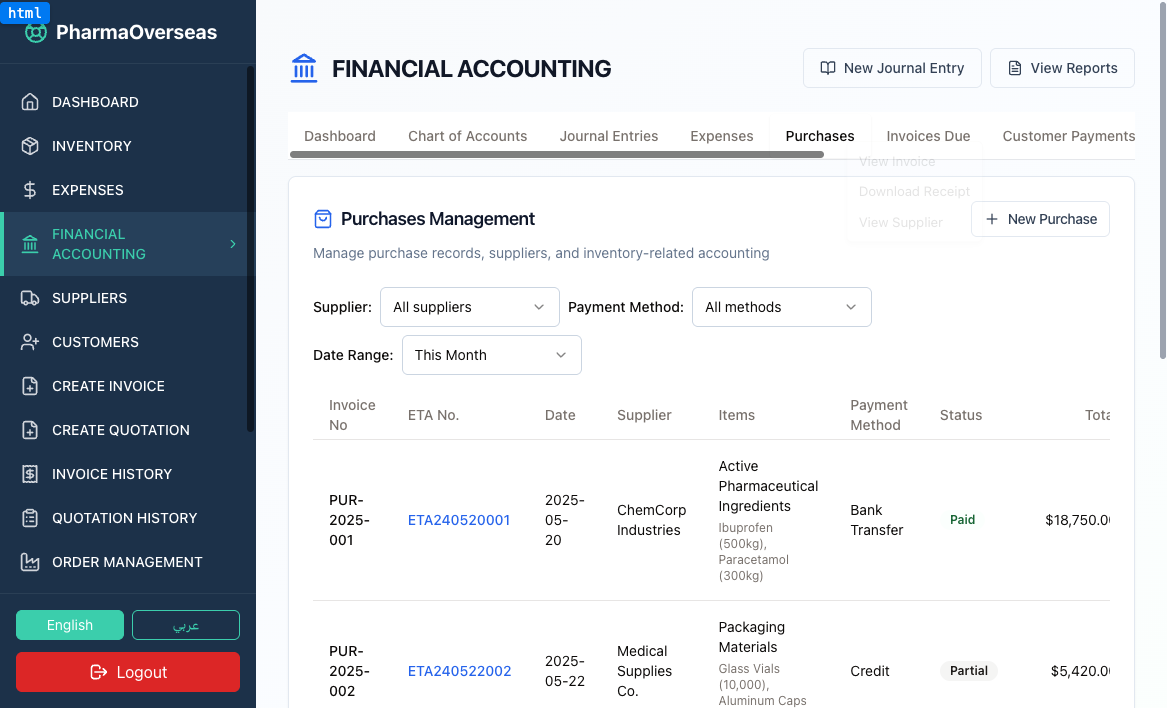 html
PharmaOverseas
DASHBOARD
INVENTORY
EXPENSES
FINANCIAL
ACCOUNTING
SUPPLIERS
CUSTOMERS
CREATE INVOICE
CREATE QUOTATION
INVOICE HISTORY
QUOTATION HISTORY
ORDER MANAGEMENT
English
عربي
Logout
FINANCIAL ACCOUNTING
New Journal Entry
View Reports
Dashboard
Chart of Accounts
Journal Entries
Expenses
Purchases
Invoices Due
Customer Payments
View Invoice
Download Receipt
View Supplier
Purchases Management
New Purchase
Manage purchase records, suppliers, and inventory-related accounting
Supplier:
All suppliers
Payment Method:
All methods
Date Range:
This Month
Invoice
No
ETA No.
Date
Supplier
Items
Payment
Method
Status
Tota
PUR-
2025-
001
ETA240520001
2025-
05-
20
ChemCorp
Industries
Active
Pharmaceutical
Ingredients
Ibuprofen
(500kg),
Paracetamol
(300kg)
Bank
Transfer
Paid
$18,750.00
PUR-
2025-
002
ETA240522002
2025-
05-22
Medical
Supplies
Co.
Packaging
Materials
Glass Vials
(10,000),
Aluminum Caps
Credit
Partial
$5,420.00